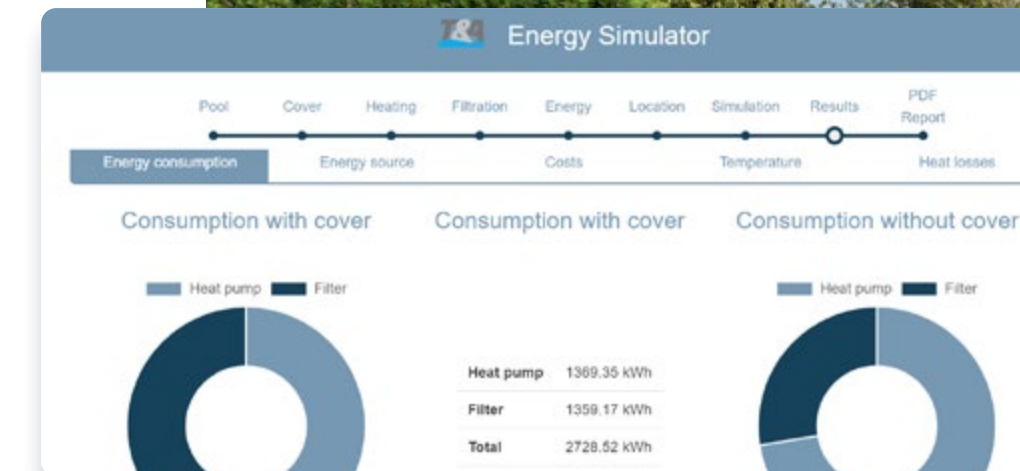 T&A Energy Simulator
Pool Cover Heating Filtration Energy Location Simulation Results PDF Report
Energy consumption Energy source Costs Temperature Heat losses
Consumption with cover Consumption with cover Consumption without cover
Heat pump Filter Heat pump Filter
Heat pump 1369.35 kWh
Filter 1359.17 kWh
Total 2728.52 kWh